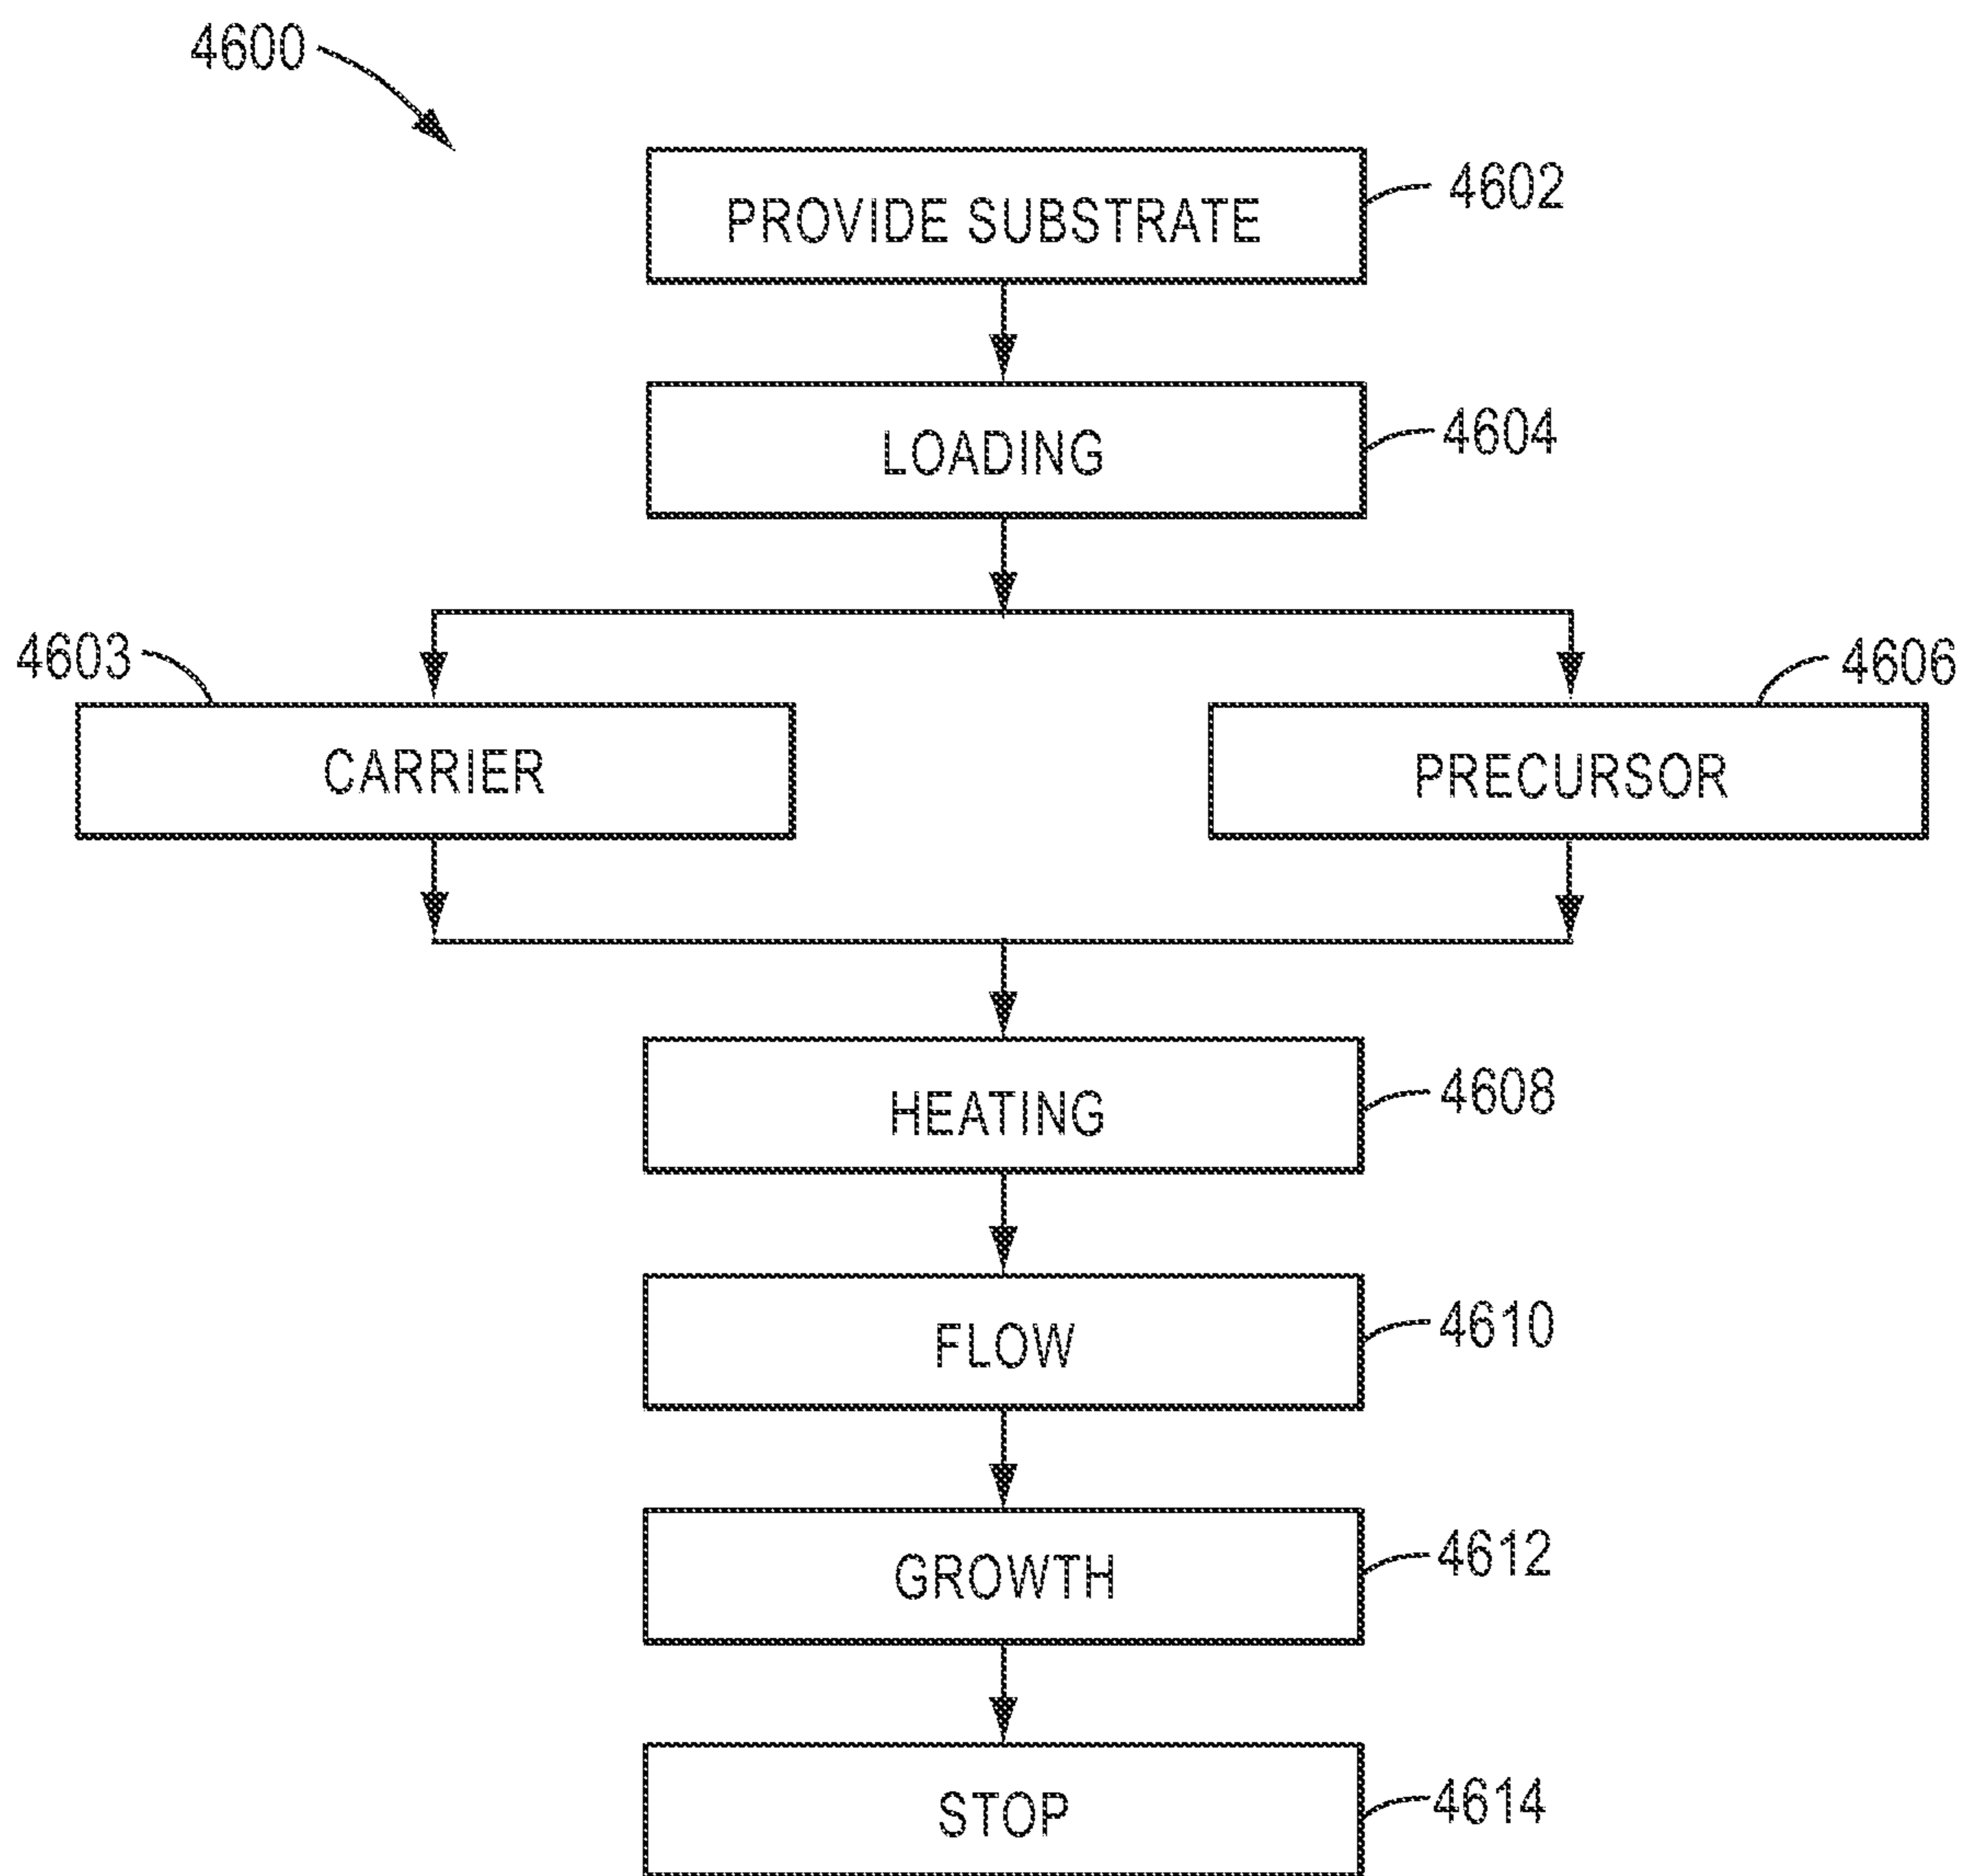 4600
PROVIDE SUBSTRATE
4602
LOADING
4604
4603
4606
CARRIER
PRECURSOR
HEATING
4608
FLOW
4610
GROWTH
4612
STOP
4614